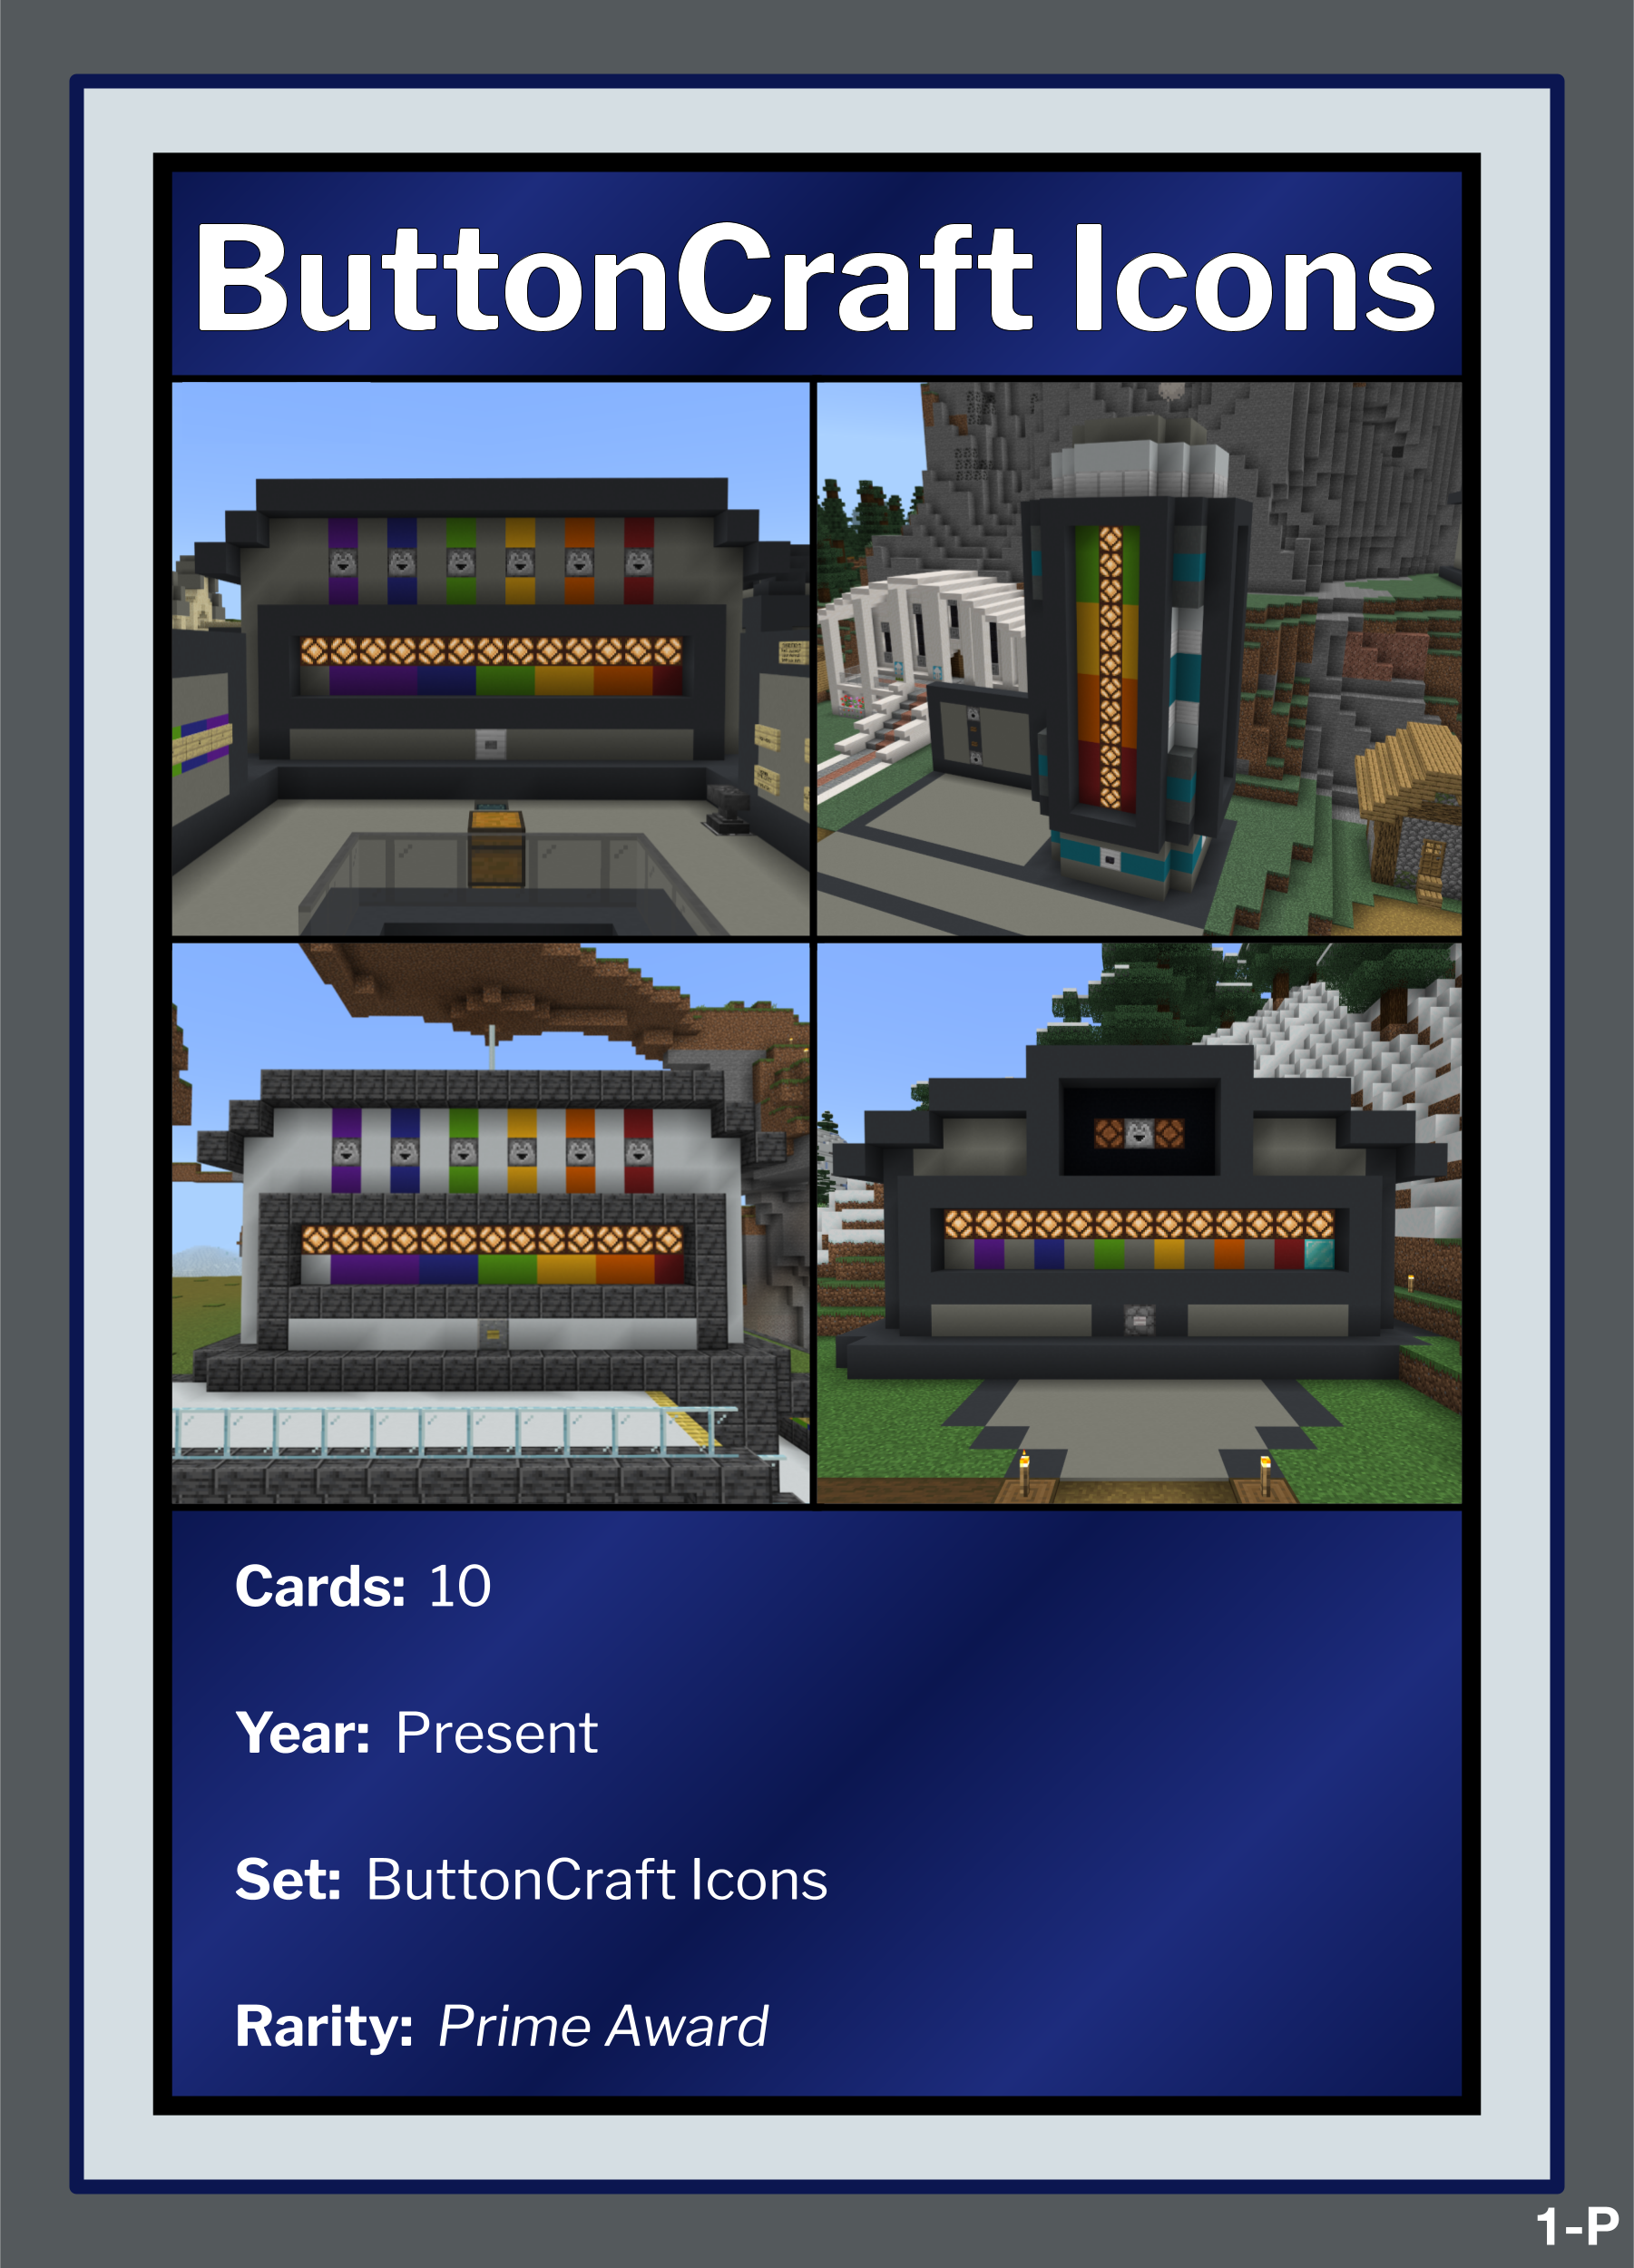 ButtonCraft Icons
Cards: 10
Year: Present
Set: ButtonCraft Icons
Rarity: Prime Award
1-P